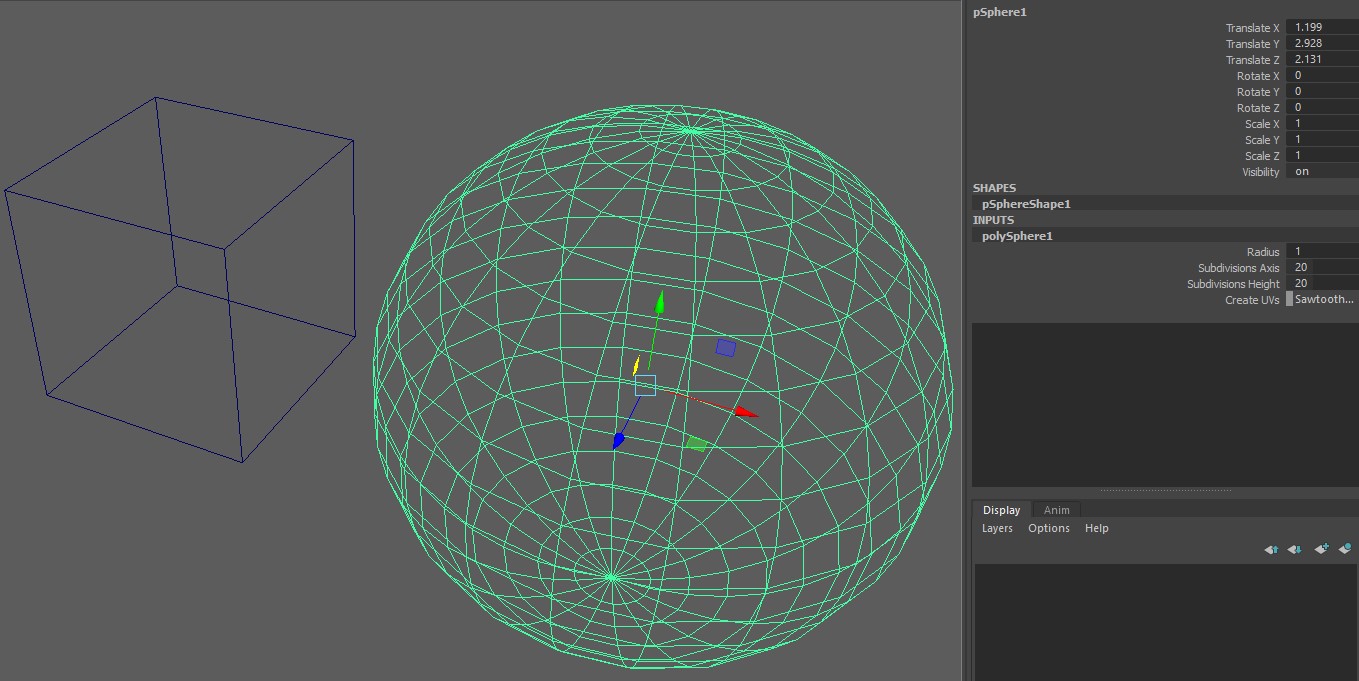 pSphere1
Translate X 1.199
Translate Y 2.928
Translate Z 2.131
Rotate X 0
Rotate Y 0
Rotate Z 0
Scale X 1
Scale Y 1
Scale Z 1
Visibility on
SHAPES
pSphereShape1
INPUTS
polySphere1
Radius 1
Subdivisions Axis 20
Subdivisions Height 20
Create UVs Sawtooth...
Display Anim
Layers Options Help